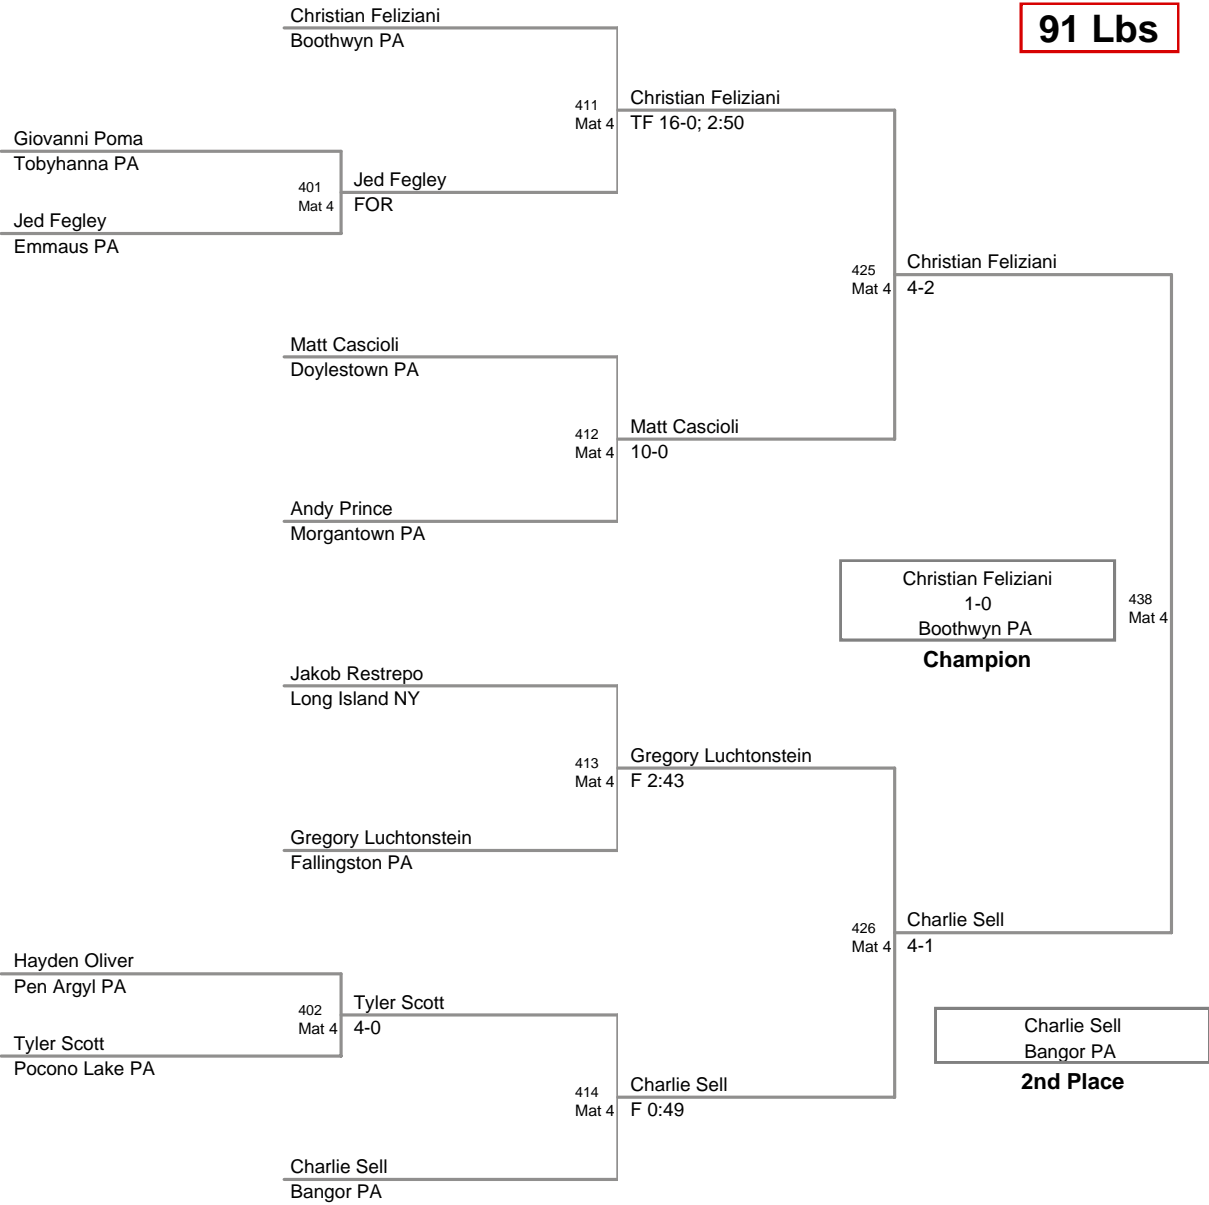 Christian Feliziani
Boothwyn PA
91 Lbs
411
Mat 4
Christian Feliziani
TF 16-0; 2:50
Giovanni Poma
Tobyhanna PA
401
Mat 4
Jed Fegley
FOR
Jed Fegley
Emmaus PA
425
Mat 4
Christian Feliziani
4-2
Matt Cascioli
Doylestown PA
412
Mat 4
Matt Cascioli
10-0
Andy Prince
Morgantown PA
Christian Feliziani
1-0
Boothwyn PA
Champion
438
Mat 4
Jakob Restrepo
Long Island NY
413
Mat 4
Gregory Luchtonstein
F 2:43
Gregory Luchtonstein
Fallingston PA
426
Mat 4
Charlie Sell
4-1
Hayden Oliver
Pen Argyl PA
402
Mat 4
Tyler Scott
4-0
Tyler Scott
Pocono Lake PA
Charlie Sell
Bangor PA
2nd Place
414
Mat 4
Charlie Sell
F 0:49
Charlie Sell
Bangor PA